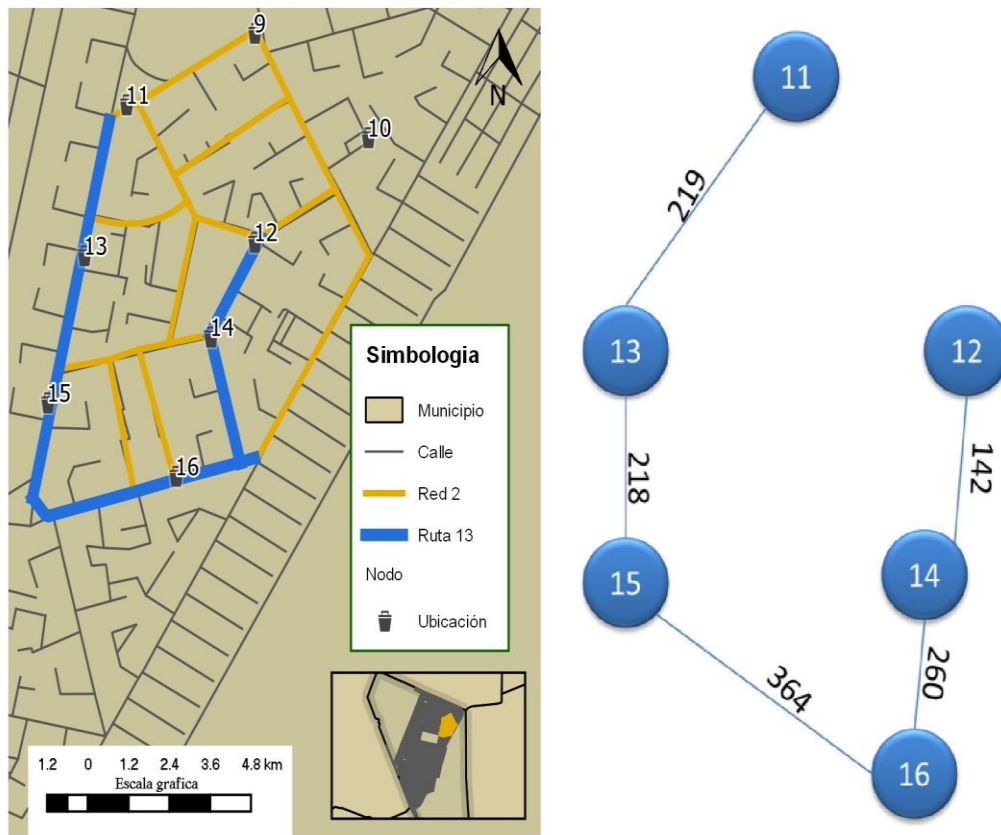 9
11
10
N
12
13
14
15
16
Simbologia
Municipio
Calle
Red 2
Ruta 13
Nodo
Ubicación
1.2 0 1.2 2.4 3.6 4.8 km
Escala grafica
11
219
13
12
218
142
15
14
364
260
16